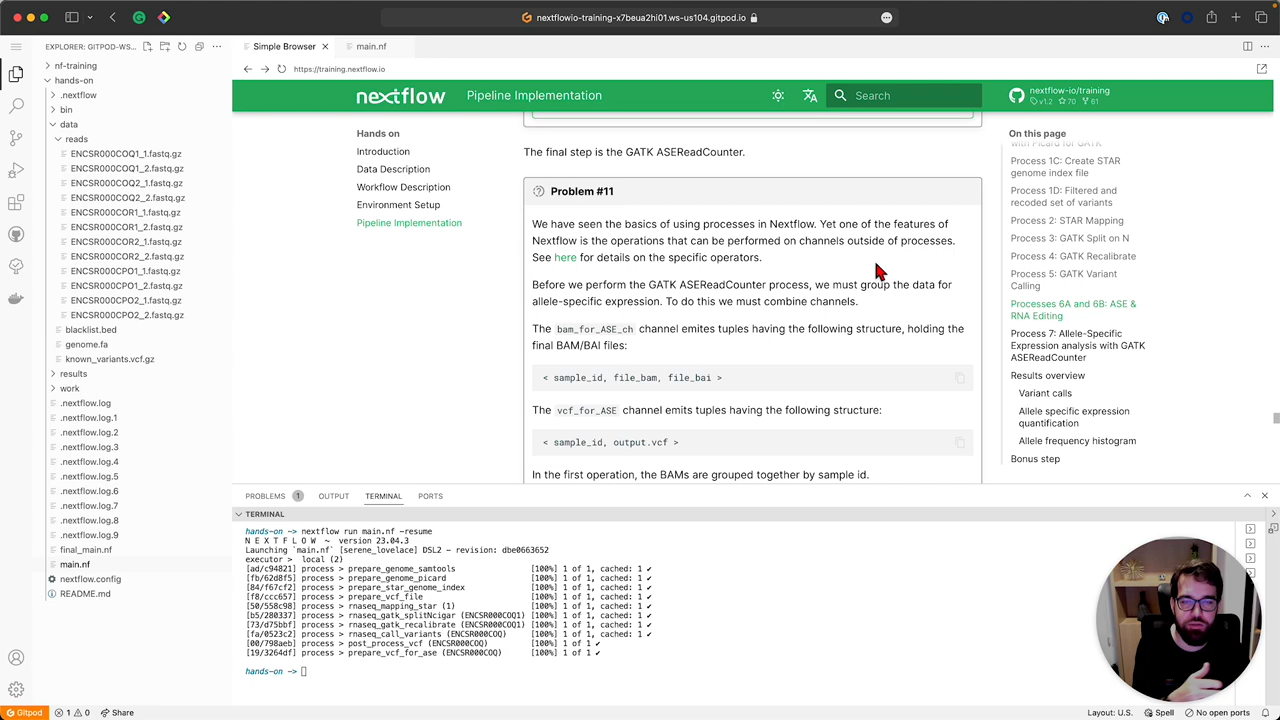 nextflowio-training-x7beua2hi01.ws-us104.gitpod.io
EXPLORER: GITPOD-WS...
Simple Browser
main.nf
nf-training
hands-on
.nextflow
bin
data
reads
ENCSR000COQ1_1.fastq.gz
ENCSR000COQ1_2.fastq.gz
ENCSR000COQ2_1.fastq.gz
ENCSR000COQ2_2.fastq.gz
ENCSR000COR1_1.fastq.gz
ENCSR000COR1_2.fastq.gz
ENCSR000COR2_1.fastq.gz
ENCSR000COR2_2.fastq.gz
ENCSR000CPO1_1.fastq.gz
ENCSR000CPO1_2.fastq.gz
ENCSR000CPO2_1.fastq.gz
ENCSR000CPO2_2.fastq.gz
blacklist.bed
genome.fa
known_variants.vcf.gz
results
work
.nextflow.log
.nextflow.log.1
.nextflow.log.2
.nextflow.log.3
.nextflow.log.4
.nextflow.log.5
.nextflow.log.6
.nextflow.log.7
.nextflow.log.8
.nextflow.log.9
final_main.nf
main.nf
nextflow.config
README.md
https://training.nextflow.io
nextflow
Pipeline Implementation
Search
nextflow-io/training
v1.2 70 61
Hands on
Introduction
Data Description
Workflow Description
Environment Setup
Pipeline Implementation
The final step is the GATK ASEReadCounter.
Problem #11
We have seen the basics of using processes in Nextflow. Yet one of the features of
Nextflow is the operations that can be performed on channels outside of processes.
See here for details on the specific operators.
Before we perform the GATK ASEReadCounter process, we must group the data for
allele-specific expression. To do this we must combine channels.
The bam_for_ASE_ch channel emites tuples having the following structure, holding the
final BAM/BAI files:
< sample_id, file_bam, file_bai >
The vcf_for_ASE channel emits tuples having the following structure:
< sample_id, output.vcf >
In the first operation, the BAMs are grouped together by sample id.
On this page
with Picard for GATK
Process 1C: Create STAR
genome index file
Process 1D: Filtered and
recoded set of variants
Process 2: STAR Mapping
Process 3: GATK Split on N
Process 4: GATK Recalibrate
Process 5: GATK Variant
Calling
Processes 6A and 6B: ASE &
RNA Editing
Process 7: Allele-Specific
Expression analysis with GATK
ASEReadCounter
Results overview
Variant calls
Allele specific expression
quantification
Allele frequency histogram
Bonus step
PROBLEMS 1 OUTPUT TERMINAL PORTS
TERMINAL
hands-on ~> nextflow run main.nf -resume
N E X T F L O W ~ version 23.04.3
Launching `main.nf` [serene_lovelace] DSL2 - revision: dbe0663652
executor > local (2)
[ad/c94821] process > prepare_genome_samtools [100%] 1 of 1, cached: 1 ✔
[fb/62d8f5] process > prepare_genome_picard [100%] 1 of 1, cached: 1 ✔
[84/f67cf2] process > prepare_star_genome_index [100%] 1 of 1, cached: 1 ✔
[f8/ccc657] process > prepare_vcf_file [100%] 1 of 1, cached: 1 ✔
[50/558c98] process > rnaseq_mapping_star (1) [100%] 1 of 1, cached: 1 ✔
[b5/280337] process > rnaseq_gatk_splitNcigar (ENCSR000COQ1) [100%] 1 of 1, cached: 1 ✔
[73/d75bbf] process > rnaseq_gatk_recalibrate (ENCSR000COQ1) [100%] 1 of 1, cached: 1 ✔
[fa/0523c2] process > rnaseq_call_variants (ENCSR000COQ) [100%] 1 of 1, cached: 1 ✔
[00/798aeb] process > post_process_vcf (ENCSR000COQ) [100%] 1 of 1 ✔
[19/3264df] process > prepare_vcf_for_ase (ENCSR000COQ) [100%] 1 of 1 ✔
hands-on ~>
Gitpod 1 0 Share
Layout: U.S. Spell No open ports